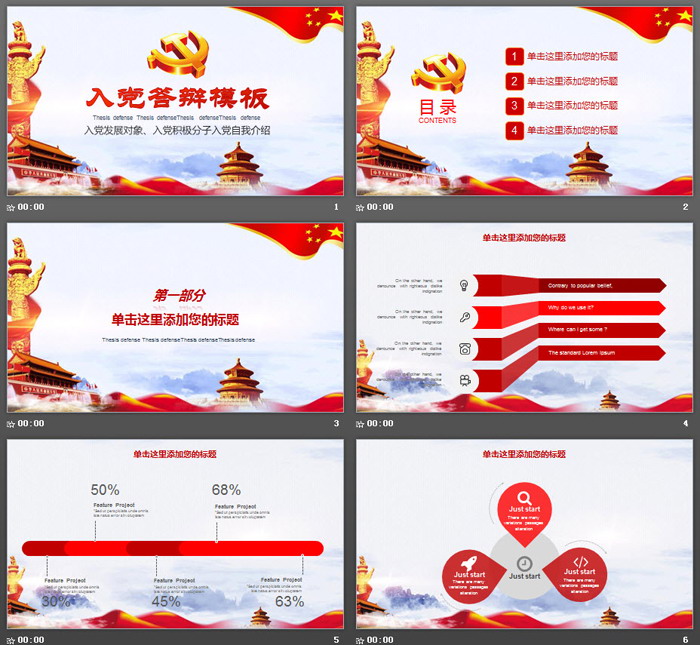 入党答辩模板
Thesis defense Thesis defenseThesis defenseThesis defense
入党发展对象、入党积极分子入党自我介绍
00:00
1
目录
CONTENTS
1 单击这里添加您的标题
2 单击这里添加您的标题
3 单击这里添加您的标题
4 单击这里添加您的标题
00:00
2
第一部分
单击这里添加您的标题
Thesis defense Thesis defenseThesis defenseThesisdefense
00:00
3
单击这里添加您的标题
On the other hand, we
denounce with righteous dislike
indignation
Contrary to popular belief,
On the other hand, we
denounce with righteous dislike
indignation
Why do we use it?
On the other hand, we
denounce with righteous dislike
indignation
Where can I get some ?
On the other hand, we
denounce with righteous dislike
The standard Lorem Ipsum
00:00
4
单击这里添加您的标题
50%
Feature Project
68%
Feature Project
Feature Project
30%
Feature Project
45%
Feature Project
63%
00:00
5
单击这里添加您的标题
Just start
There are many
variations passages
alteration
Just start
There are many
variations passages
alteration
Just start
Just start
There are many
variations passages
alteration
00:00
6